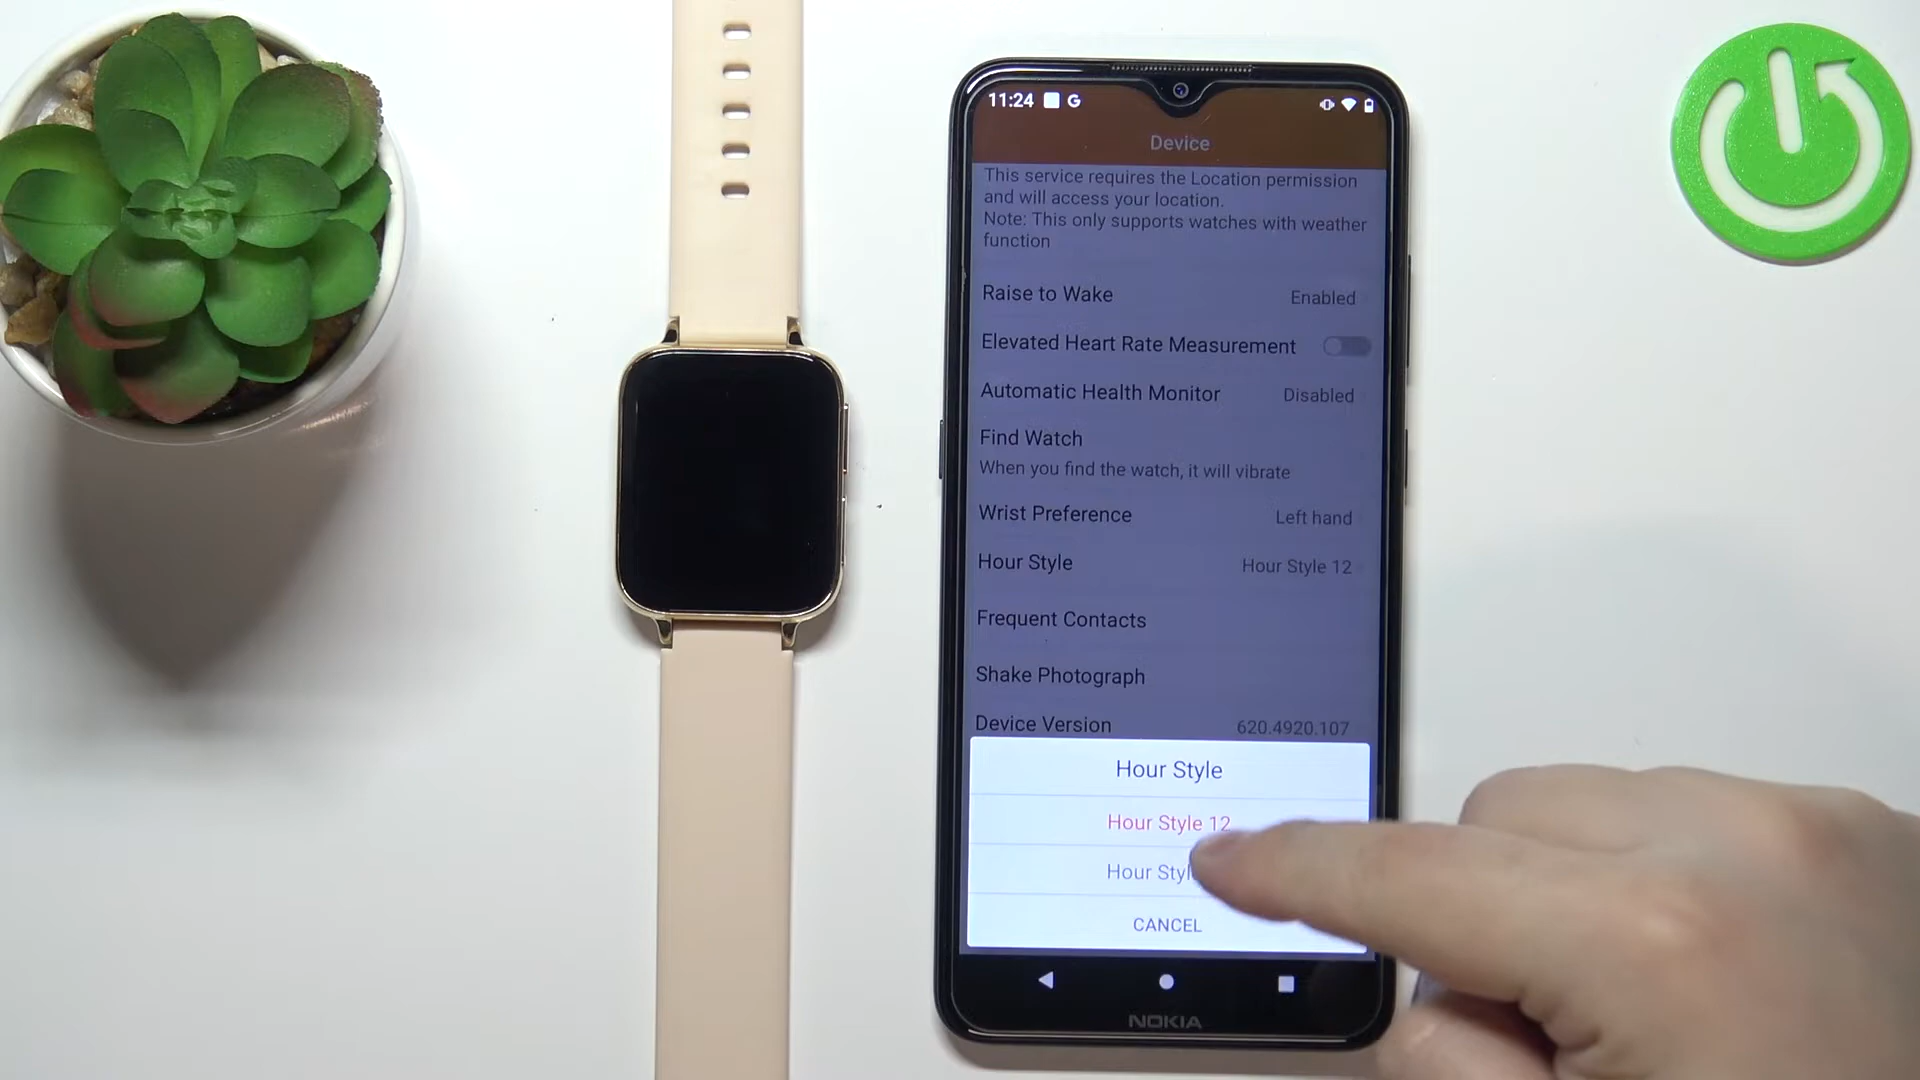 11:24 G
Device
This service requires the Location permission
and will access your location.
Note: This only supports watches with weather
function
Raise to Wake Enabled
Elevated Heart Rate Measurement
Automatic Health Monitor Disabled
Find Watch
When you find the watch, it will vibrate
Wrist Preference Left hand
Hour Style Hour Style 12
Frequent Contacts
Shake Photograph
Device Version 620.4920.107
Hour Style
Hour Style 12
Hour
CANCEL
NOKIA